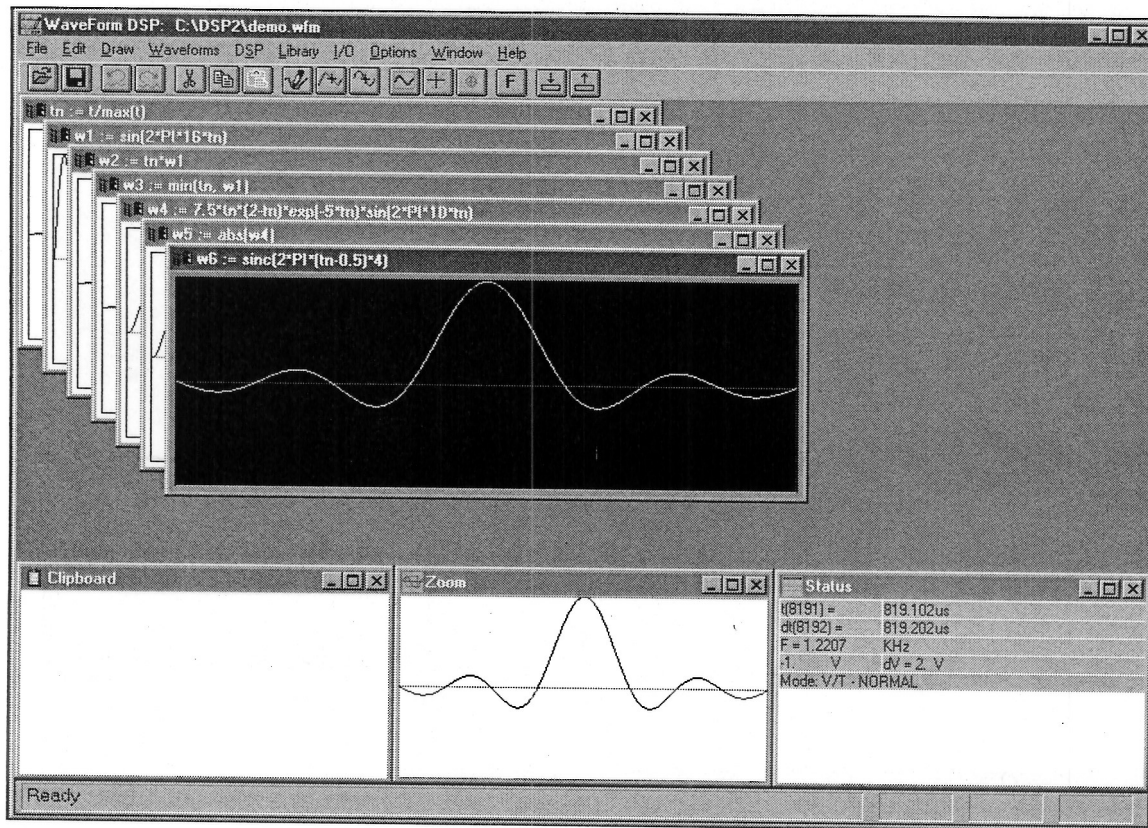 WaveForm DSP: C:\DSP2\demo.wfm
File Edit Draw Waveforms DSP Library I/O Options Window Help
F
tn := t/max(t)
w1 := sin(2*PI*16*tn)
w2 := tn*w1
w3 := min(tn, w1)
w4 := 7.5*tn*(2-tn)*exp(-5*tn)*sin(2*PI*10*tn)
w5 := abs(w4)
w6 := sinc(2*PI*(tn-0.5)*4)
Clipboard
Zoom
Status
t(8191) = 819.102us
dt(8192) = 819.202us
F = 1.2207 KHz
-1. V dV = 2. V
Mode: V/T - NORMAL
Ready